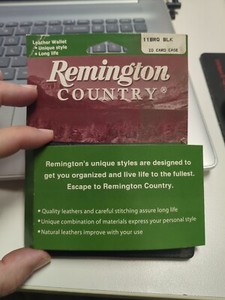 Leather Wallet
• Unique style
• Long life
11BRO BLK
ID CARD CASE
Remington
COUNTRY®
Remington's unique styles are designed to
get you organized and live life to the fullest.
Escape to Remington Country.
• Quality leathers and careful stitching assure long life
• Unique combination of materials express your personal style
• Natural leathers improve with your use